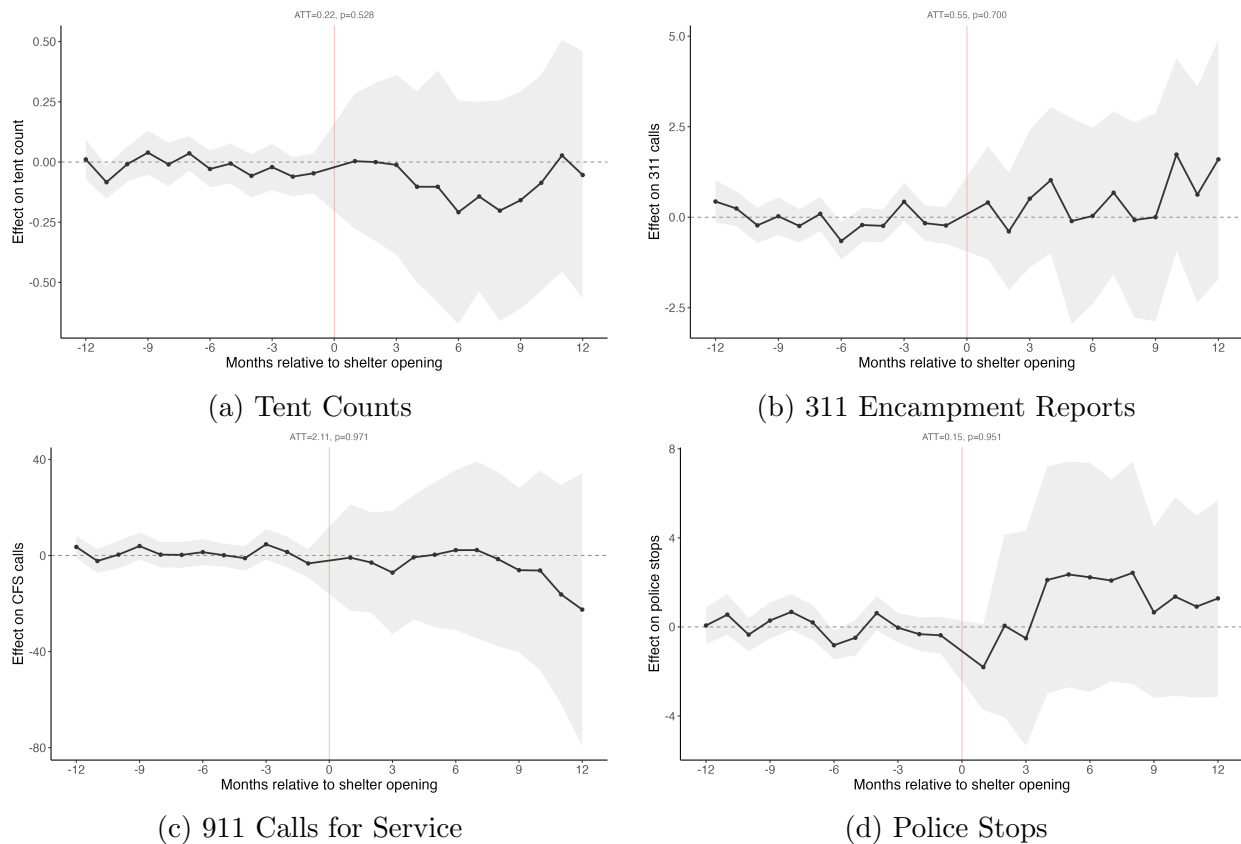 ATT=0.22, p=0.528
0.50
0.25
0.00
-0.25
-0.50
Effect on tent count
-12 -9 -6 -3 0 3 6 9 12
Months relative to shelter opening
(a) Tent Counts
ATT=0.55, p=0.700
5.0
2.5
0.0
-2.5
Effect on 311 calls
-12 -9 -6 -3 0 3 6 9 12
Months relative to shelter opening
(b) 311 Encampment Reports
ATT=2.11, p=0.971
40
0
-40
-80
Effect on CFS calls
-12 -9 -6 -3 0 3 6 9 12
Months relative to shelter opening
(c) 911 Calls for Service
ATT=0.15, p=0.951
8
4
0
-4
Effect on police stops
-12 -9 -6 -3 0 3 6 9 12
Months relative to shelter opening
(d) Police Stops